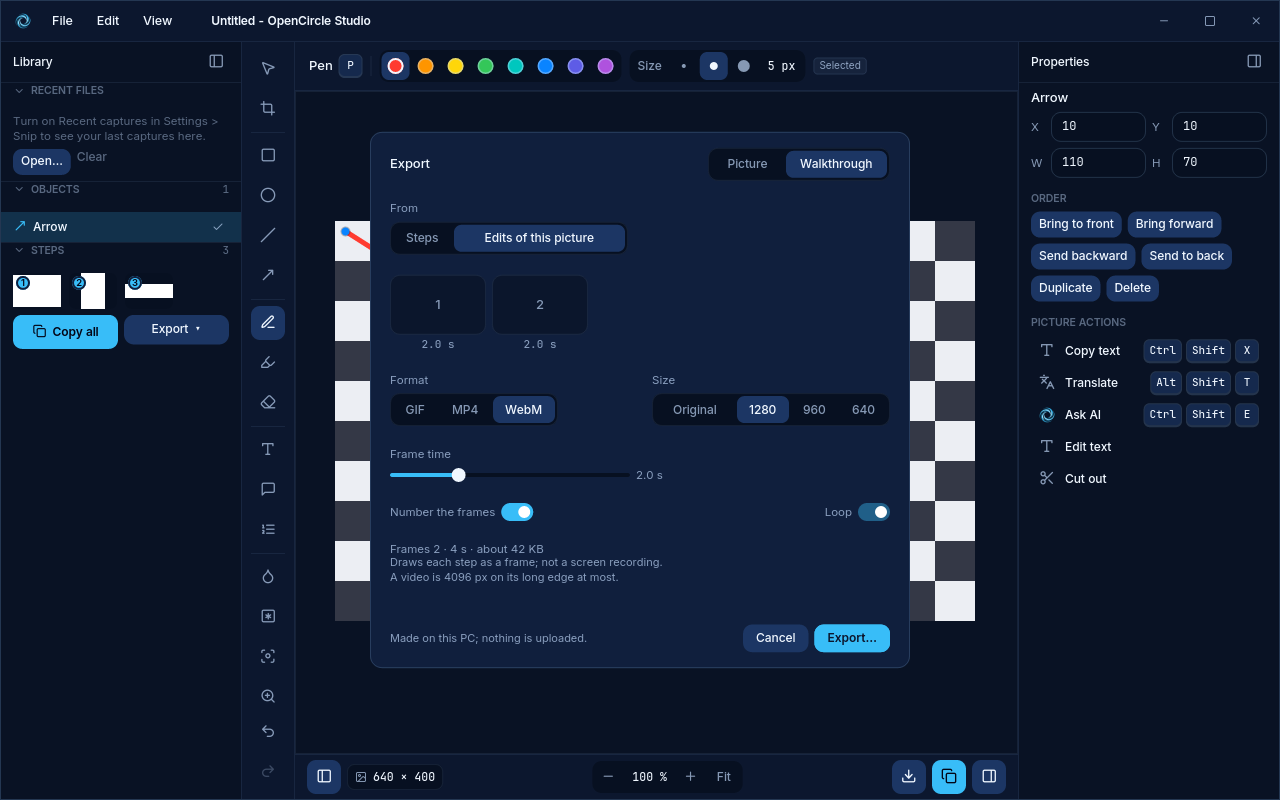 File Edit View Untitled - OpenCircle Studio
Library
RECENT FILES
Turn on Recent captures in Settings >
Snip to see your last captures here.
Open... Clear
OBJECTS 1
Arrow
STEPS 3
1 2 3
Copy all Export
Pen P Size 5 px Selected
Export Picture Walkthrough
From
Steps Edits of this picture
1 2
2.0 s 2.0 s
Format Size
GIF MP4 WebM Original 1280 960 640
Frame time
2.0 s
Number the frames Loop
Frames 2 · 4 s · about 42 KB
Draws each step as a frame; not a screen recording.
A video is 4096 px on its long edge at most.
Made on this PC; nothing is uploaded. Cancel Export...
640 × 400 − 100 % + Fit
Properties
Arrow
X 10 Y 10
W 110 H 70
ORDER
Bring to front Bring forward
Send backward Send to back
Duplicate Delete
PICTURE ACTIONS
Copy text Ctrl Shift X
Translate Alt Shift T
Ask AI Ctrl Shift E
Edit text
Cut out